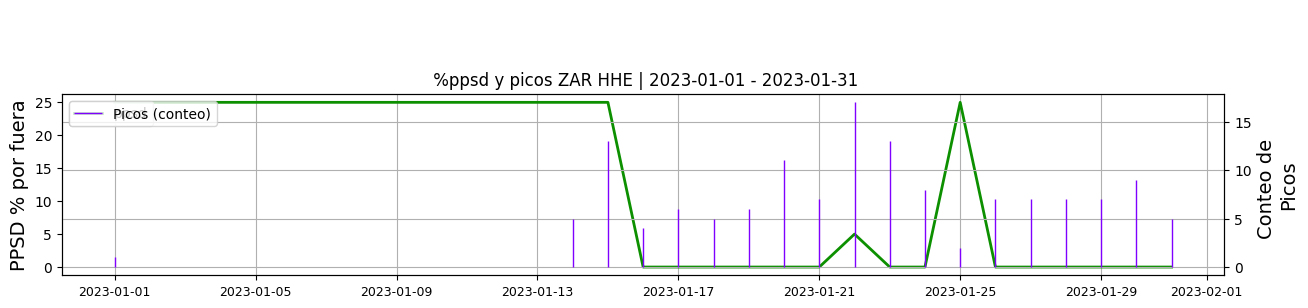 %ppsd y picos ZAR HHE | 2023-01-01 - 2023-01-31
Picos (conteo)
PPSD % por fuera
25
20
15
10
5
0
15
10
5
0
Conteo de
Picos
2023-01-01 2023-01-05 2023-01-09 2023-01-13 2023-01-17 2023-01-21 2023-01-25 2023-01-29 2023-02-01